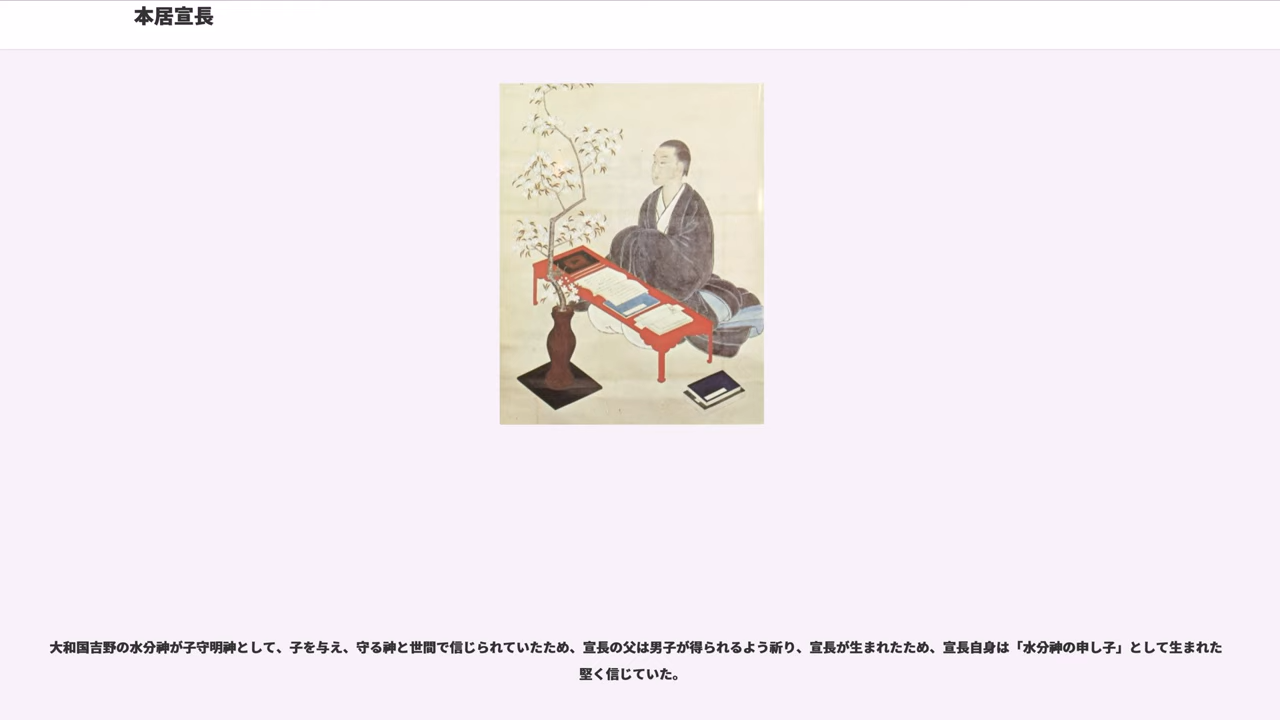 本居宣長
大和国吉野の水分神が子守明神として、子を与え、守る神と世間で信じられていたため、宣長の父は男子が得られるよう祈り、宣長が生まれたため、宣長自身は「水分神の申し子」として生まれた
堅く信じていた。